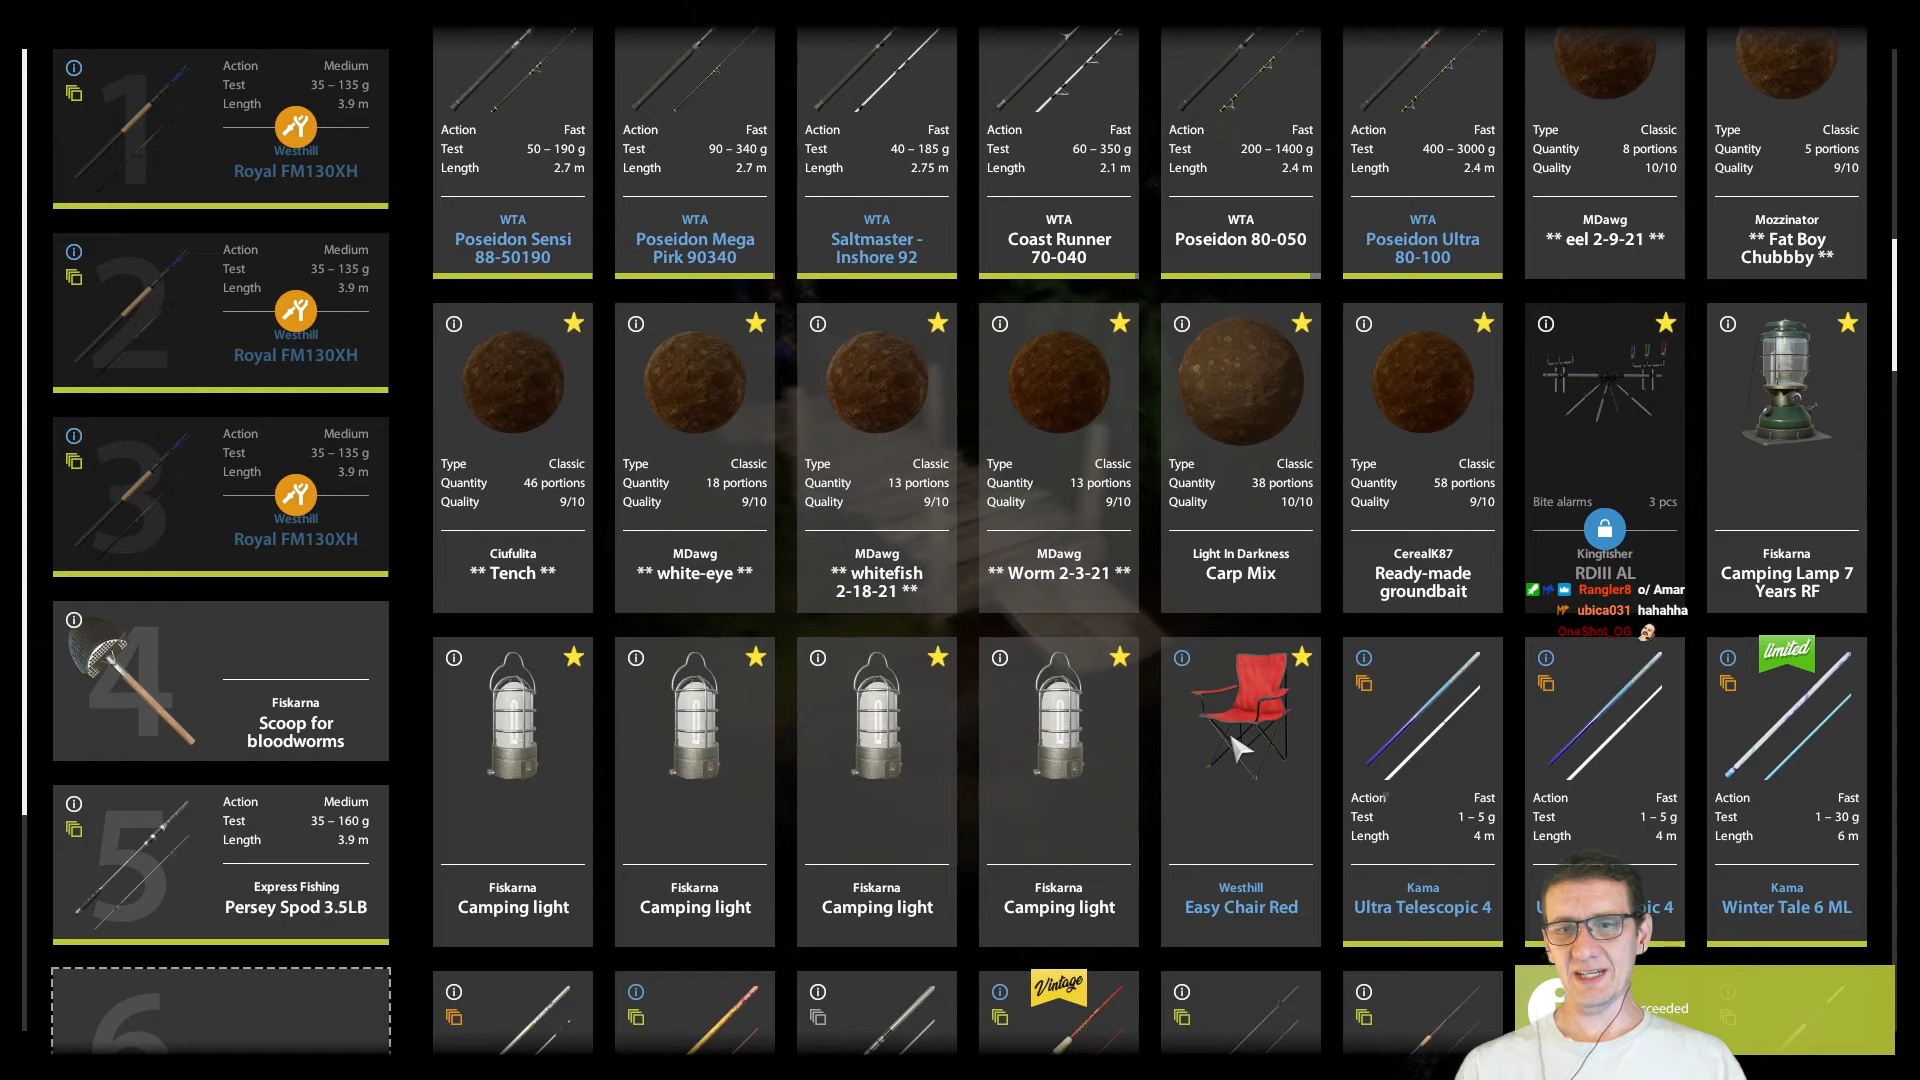 1
Action Medium
Test 35 – 135 g
Length 3.9 m
Westhill
Royal FM130XH
2
Action Medium
Test 35 – 135 g
Length 3.9 m
Westhill
Royal FM130XH
3
Action Medium
Test 35 – 135 g
Length 3.9 m
Westhill
Royal FM130XH
4
Fiskarna
Scoop for
bloodworms
5
Action Medium
Test 35 – 160 g
Length 3.9 m
Express Fishing
Persey Spod 3.5LB
6
Action Fast
Test 50 – 190 g
Length 2.7 m
WTA
Poseidon Sensi
88-50190
Action Fast
Test 90 – 340 g
Length 2.7 m
WTA
Poseidon Mega
Pirk 90340
Action Fast
Test 40 – 185 g
Length 2.75 m
WTA
Saltmaster -
Inshore 92
Action Fast
Test 60 – 350 g
Length 2.1 m
WTA
Coast Runner
70-040
Action Fast
Test 200 – 1400 g
Length 2.4 m
WTA
Poseidon 80-050
Action Fast
Test 400 – 3000 g
Length 2.4 m
WTA
Poseidon Ultra
80-100
Type Classic
Quantity 8 portions
Quality 10/10
MDawg
** eel 2-9-21 **
Type Classic
Quantity 5 portions
Quality 9/10
Mozzinator
** Fat Boy
Chubbby **
Type Classic
Quantity 46 portions
Quality 9/10
Ciufulita
** Tench **
Type Classic
Quantity 18 portions
Quality 9/10
MDawg
** white-eye **
Type Classic
Quantity 13 portions
Quality 9/10
MDawg
** whitefish
2-18-21 **
Type Classic
Quantity 13 portions
Quality 9/10
MDawg
** Worm 2-3-21 **
Type Classic
Quantity 38 portions
Quality 10/10
Light In Darkness
Carp Mix
Type Classic
Quantity 58 portions
Quality 9/10
CerealK87
Ready-made
groundbait
Bite alarms 3 pcs
Kingfisher
RDIII AL
Rangler8 o/ Amar
ubica031 hahahha
OneShot_OG
Fiskarna
Camping Lamp 7
Years RF
Fiskarna
Camping light
Fiskarna
Camping light
Fiskarna
Camping light
Fiskarna
Camping light
Westhill
Easy Chair Red
Action Fast
Test 1 – 5 g
Length 4 m
Kama
Ultra Telescopic 4
Action Fast
Test 1 – 5 g
Length 4 m
limited
Action Fast
Test 1 – 30 g
Length 6 m
Kama
Winter Tale 6 ML
Vintage